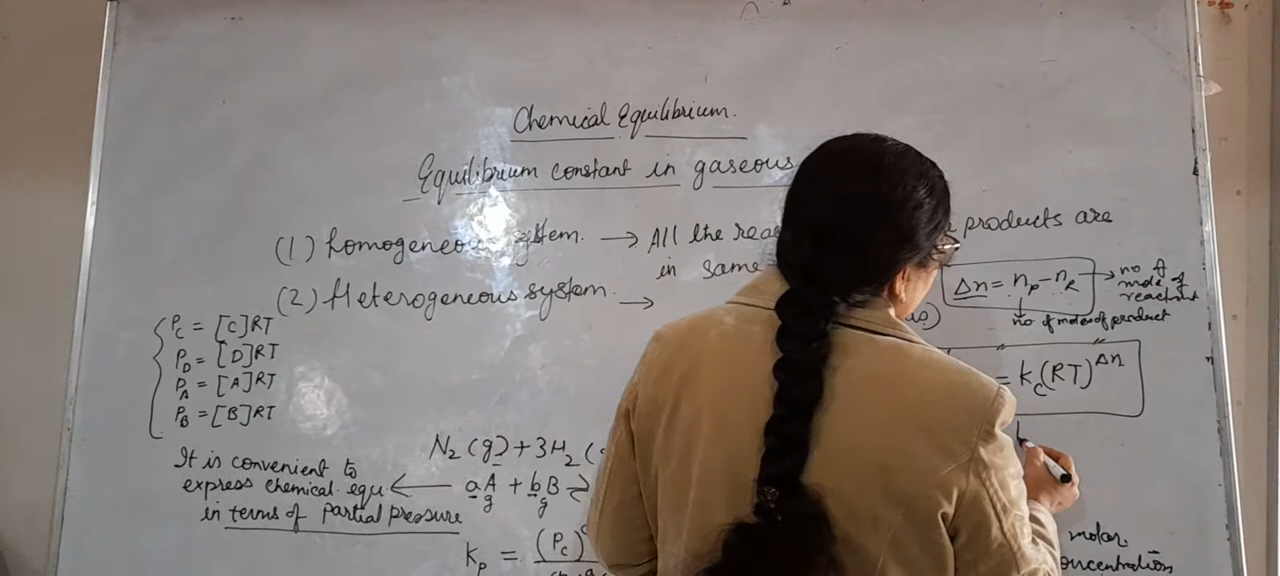 Chemical Equilibrium.
Equilibrium constant in gaseous
(1) homogeneous system. → All the products are
in same
(2) Heterogeneous system. →
Δn = nP - nR → no of mole of reactant
no of moles of product
PC = [C]RT
PD = [D]RT
PA = [A]RT
PB = [B]RT
= kC(RT)^Δn
N2(g) + 3H2(
It is convenient to
express chemical equ ← aA + bB ⇌
g g
in terms of partial pressure
kP = (PC)
molar
concentration